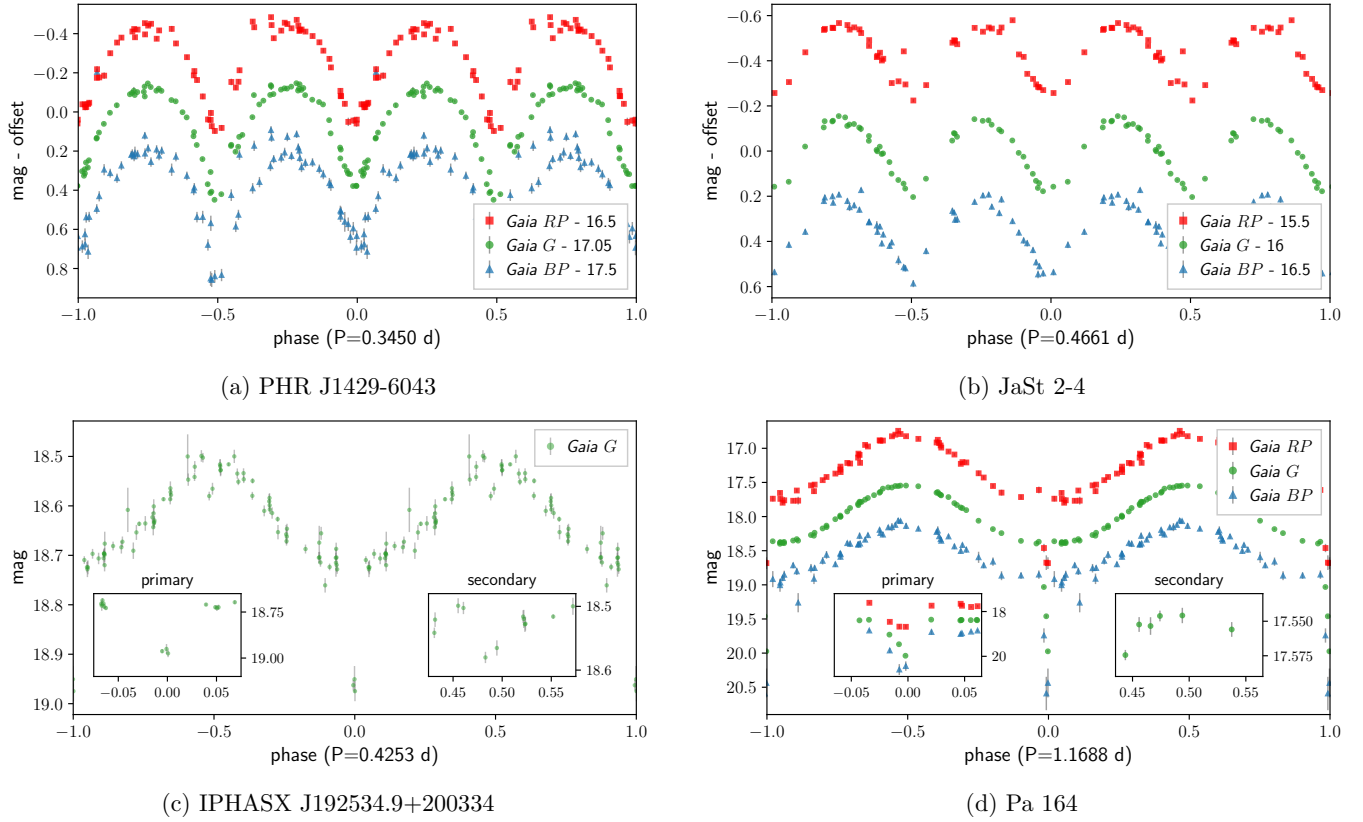 mag - offset
−0.4
−0.2
0.0
0.2
0.4
0.6
0.8
Gaia RP - 16.5
Gaia G - 17.05
Gaia BP - 17.5
−1.0 −0.5 0.0 0.5 1.0
phase (P=0.3450 d)
(a) PHR J1429-6043
mag - offset
−0.6
−0.4
−0.2
0.0
0.2
0.4
0.6
Gaia RP - 15.5
Gaia G - 16
Gaia BP - 16.5
−1.0 −0.5 0.0 0.5 1.0
phase (P=0.4661 d)
(b) JaSt 2-4
mag
18.5
18.6
18.7
18.8
18.9
19.0
Gaia G
primary
18.75
19.00
−0.05 0.00 0.05
secondary
18.5
18.6
0.45 0.50 0.55
−1.0 −0.5 0.0 0.5 1.0
phase (P=0.4253 d)
(c) IPHASX J192534.9+200334
mag
17.0
17.5
18.0
18.5
19.0
19.5
20.0
20.5
Gaia RP
Gaia G
Gaia BP
primary
18
20
−0.05 0.00 0.05
secondary
17.550
17.575
0.45 0.50 0.55
−1.0 −0.5 0.0 0.5 1.0
phase (P=1.1688 d)
(d) Pa 164